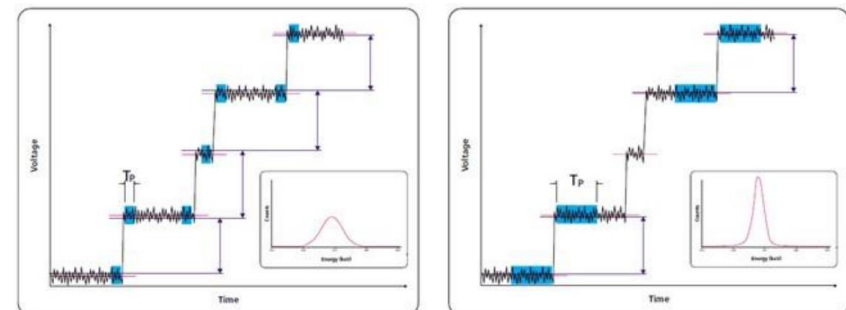 Voltage
Tp
Counts
Energy (keV)
Time
Voltage
Tp
Counts
Energy (keV)
Time